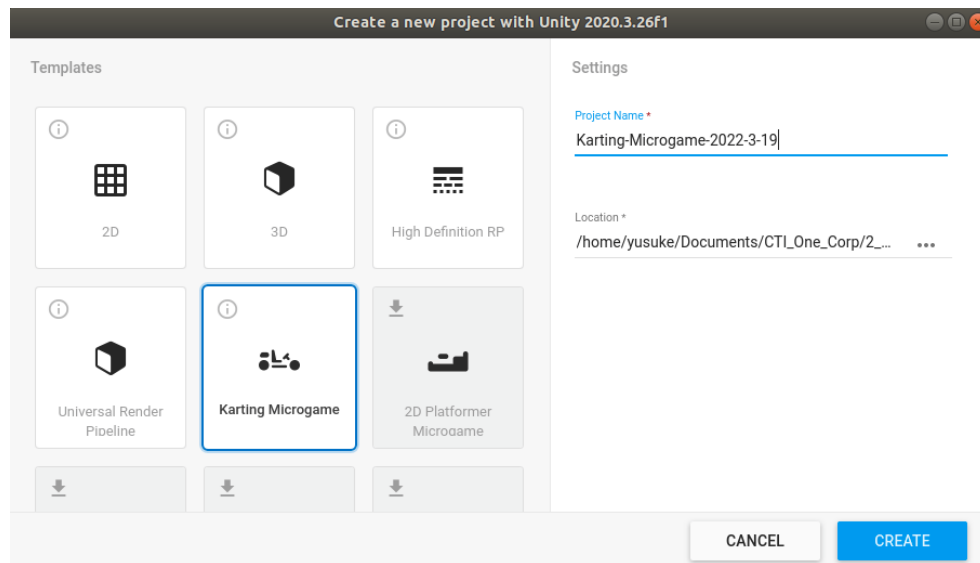 Create a new project with Unity 2020.3.26f1
Templates
Settings
Project Name *
Karting-Microgame-2022-3-19
Location *
/home/yusuke/Documents/CTI_One_Corp/2_...
2D
3D
High Definition RP
Universal Render
Pipeline
Karting Microgame
2D Platformer
Microgame
CANCEL
CREATE